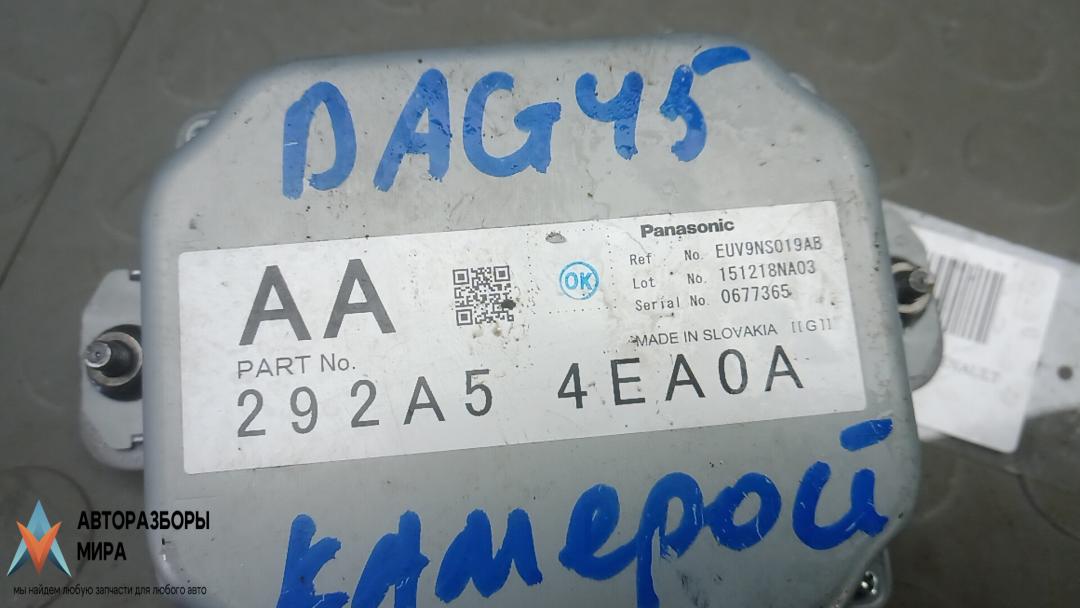 DAG45
Panasonic
Ref No. EUV9NS019AB
Lot No. 151218NA03
Serial No. 0677365
OK
AA
MADE IN SLOVAKIA [[G]]
PART No.
292A5 4EA0A
камерой
АВТОРАЗБОРЫ
МИРА
мы найдем любую запчасти для любого авто